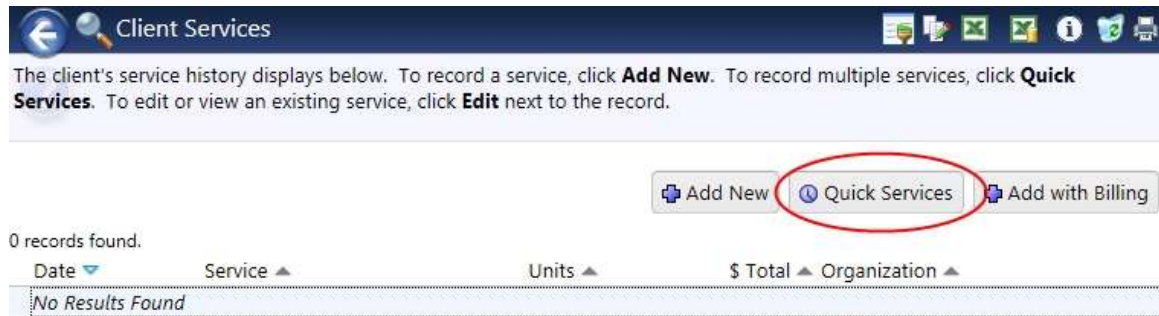 Client Services
The client's service history displays below. To record a service, click Add New. To record multiple services, click Quick
Services. To edit or view an existing service, click Edit next to the record.
Add New Quick Services Add with Billing
0 records found.
Date Service Units $ Total Organization
No Results Found